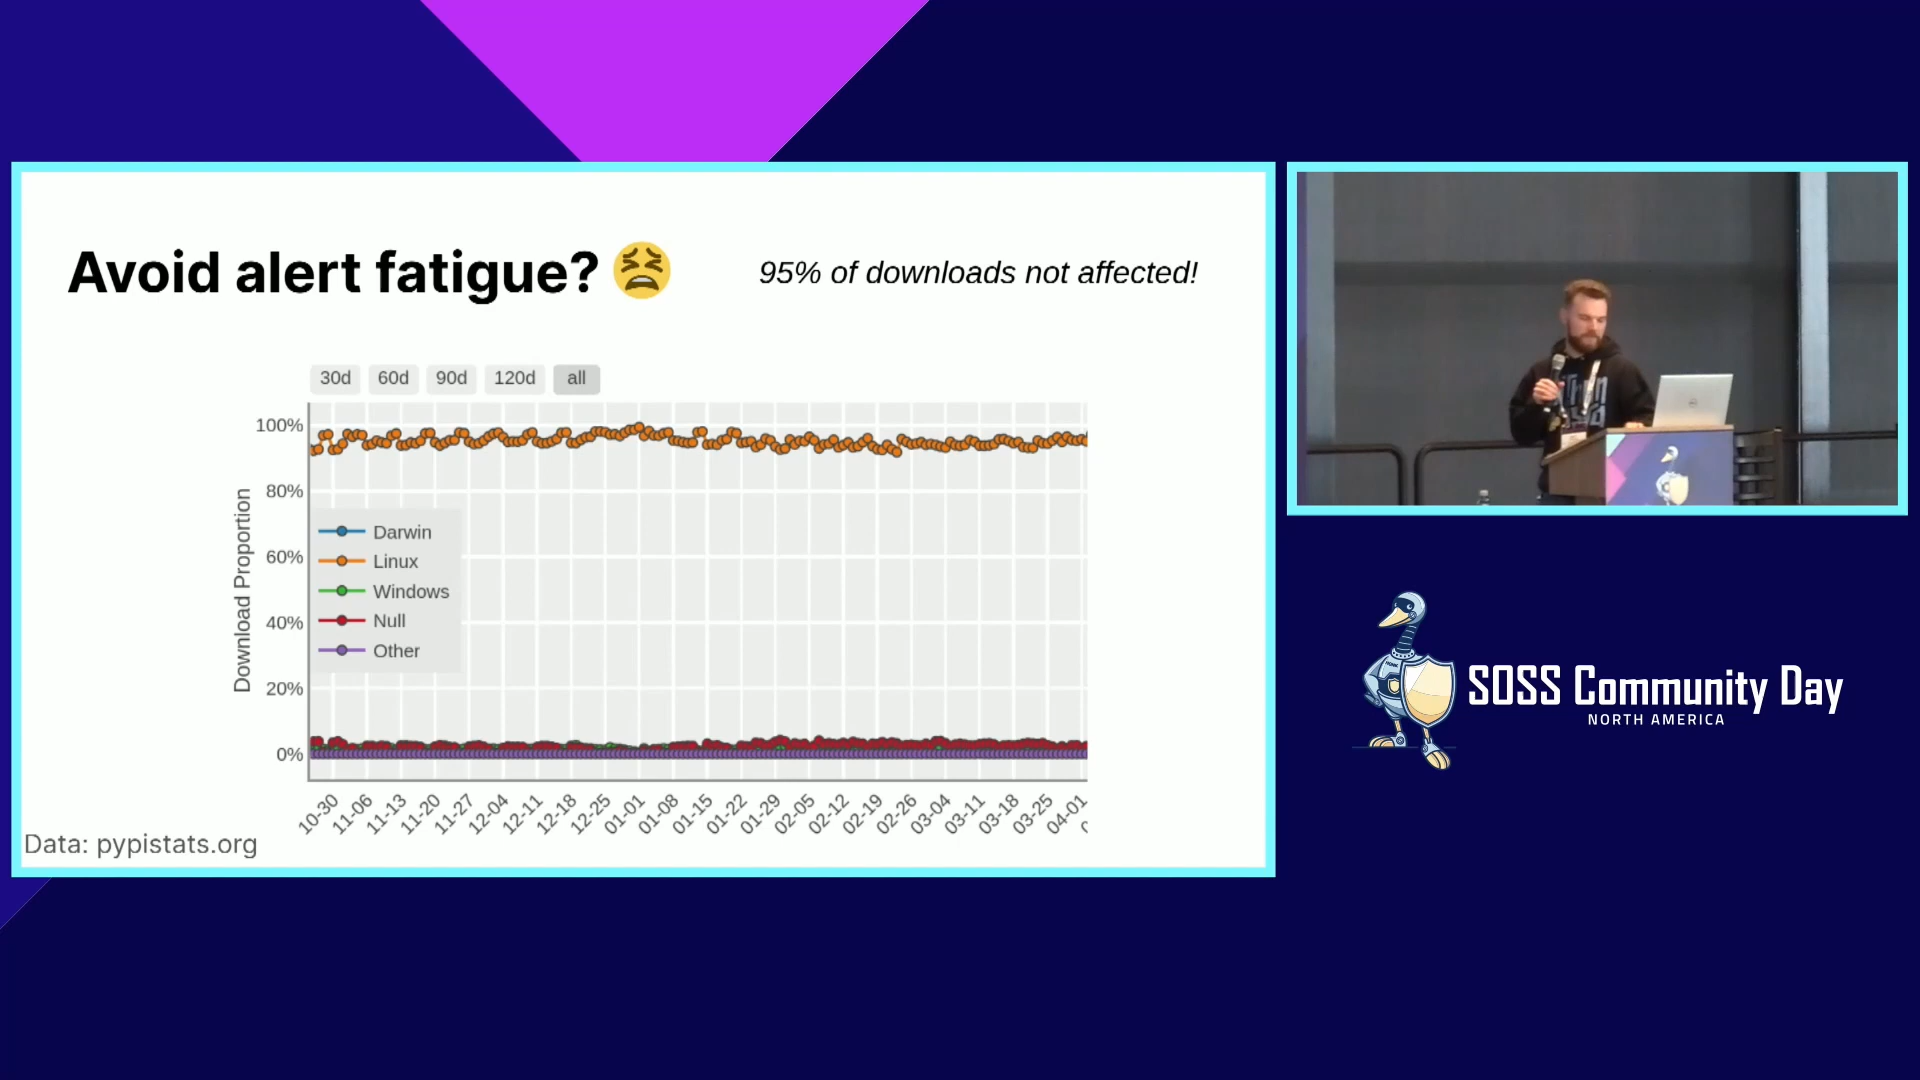 Avoid alert fatigue? 😫
95% of downloads not affected!
30d 60d 90d 120d all
Download Proportion
100%
80%
60%
40%
20%
0%
Darwin
Linux
Windows
Null
Other
10-30 11-06 11-13 11-20 11-27 12-04 12-11 12-18 12-25 01-01 01-08 01-15 01-22 01-29 02-05 02-12 02-19 02-26 03-04 03-11 03-18 03-25 04-01
Data: pypistats.org
SOSS Community Day
NORTH AMERICA